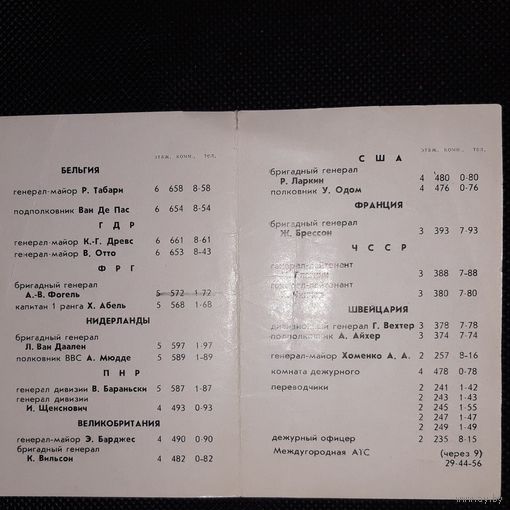 этаж, комн., тел.
БЕЛЬГИЯ
генерал-майор Р. Табари 6 658 8-58
подполковник Ван Де Пас 6 654 8-54
Г Д Р
генерал-майор К.-Г. Древс 6 661 8-61
генерал-майор В. Отто 6 653 8-43
Ф Р Г
бригадный генерал
А.-В. Фогель 5 572 1-72
капитан 1 ранга Х. Абель 5 568 1-68
НИДЕРЛАНДЫ
бригадный генерал
Л. Ван Даален 5 597 1-97
полковник ВВС А. Мюдде 5 589 1-89
П Н Р
генерал дивизии В. Бараньски 5 587 1-87
генерал дивизии
И. Щенснович 4 493 0-93
ВЕЛИКОБРИТАНИЯ
генерал-майор Э. Барджес 4 490 0-90
бригадный генерал
К. Вильсон 4 482 0-82
этаж, комн., тел.
С Ш А
бригадный генерал
Р. Ларкин 4 480 0-80
полковник У. Одом 4 476 0-76
ФРАНЦИЯ
бригадный генерал
Ж. Брессон 3 393 7-93
Ч С С Р
генерал-лейтенант
3 388 7-88
генерал-лейтенант
3 380 7-80
ШВЕЙЦАРИЯ
дивизионный генерал Г. Вехтер 3 378 7-78
подполковник А. Айхер 3 374 7-74
генерал-майор Хоменко А. А. 2 257 8-16
комната дежурного 4 478 0-78
переводчики 2 241 1-42
2 243 1-43
2 245 1-55
2 247 1-47
2 249 1-49
дежурный офицер 2 235 8-15
Междугородная АТС (через 9)
29-44-56